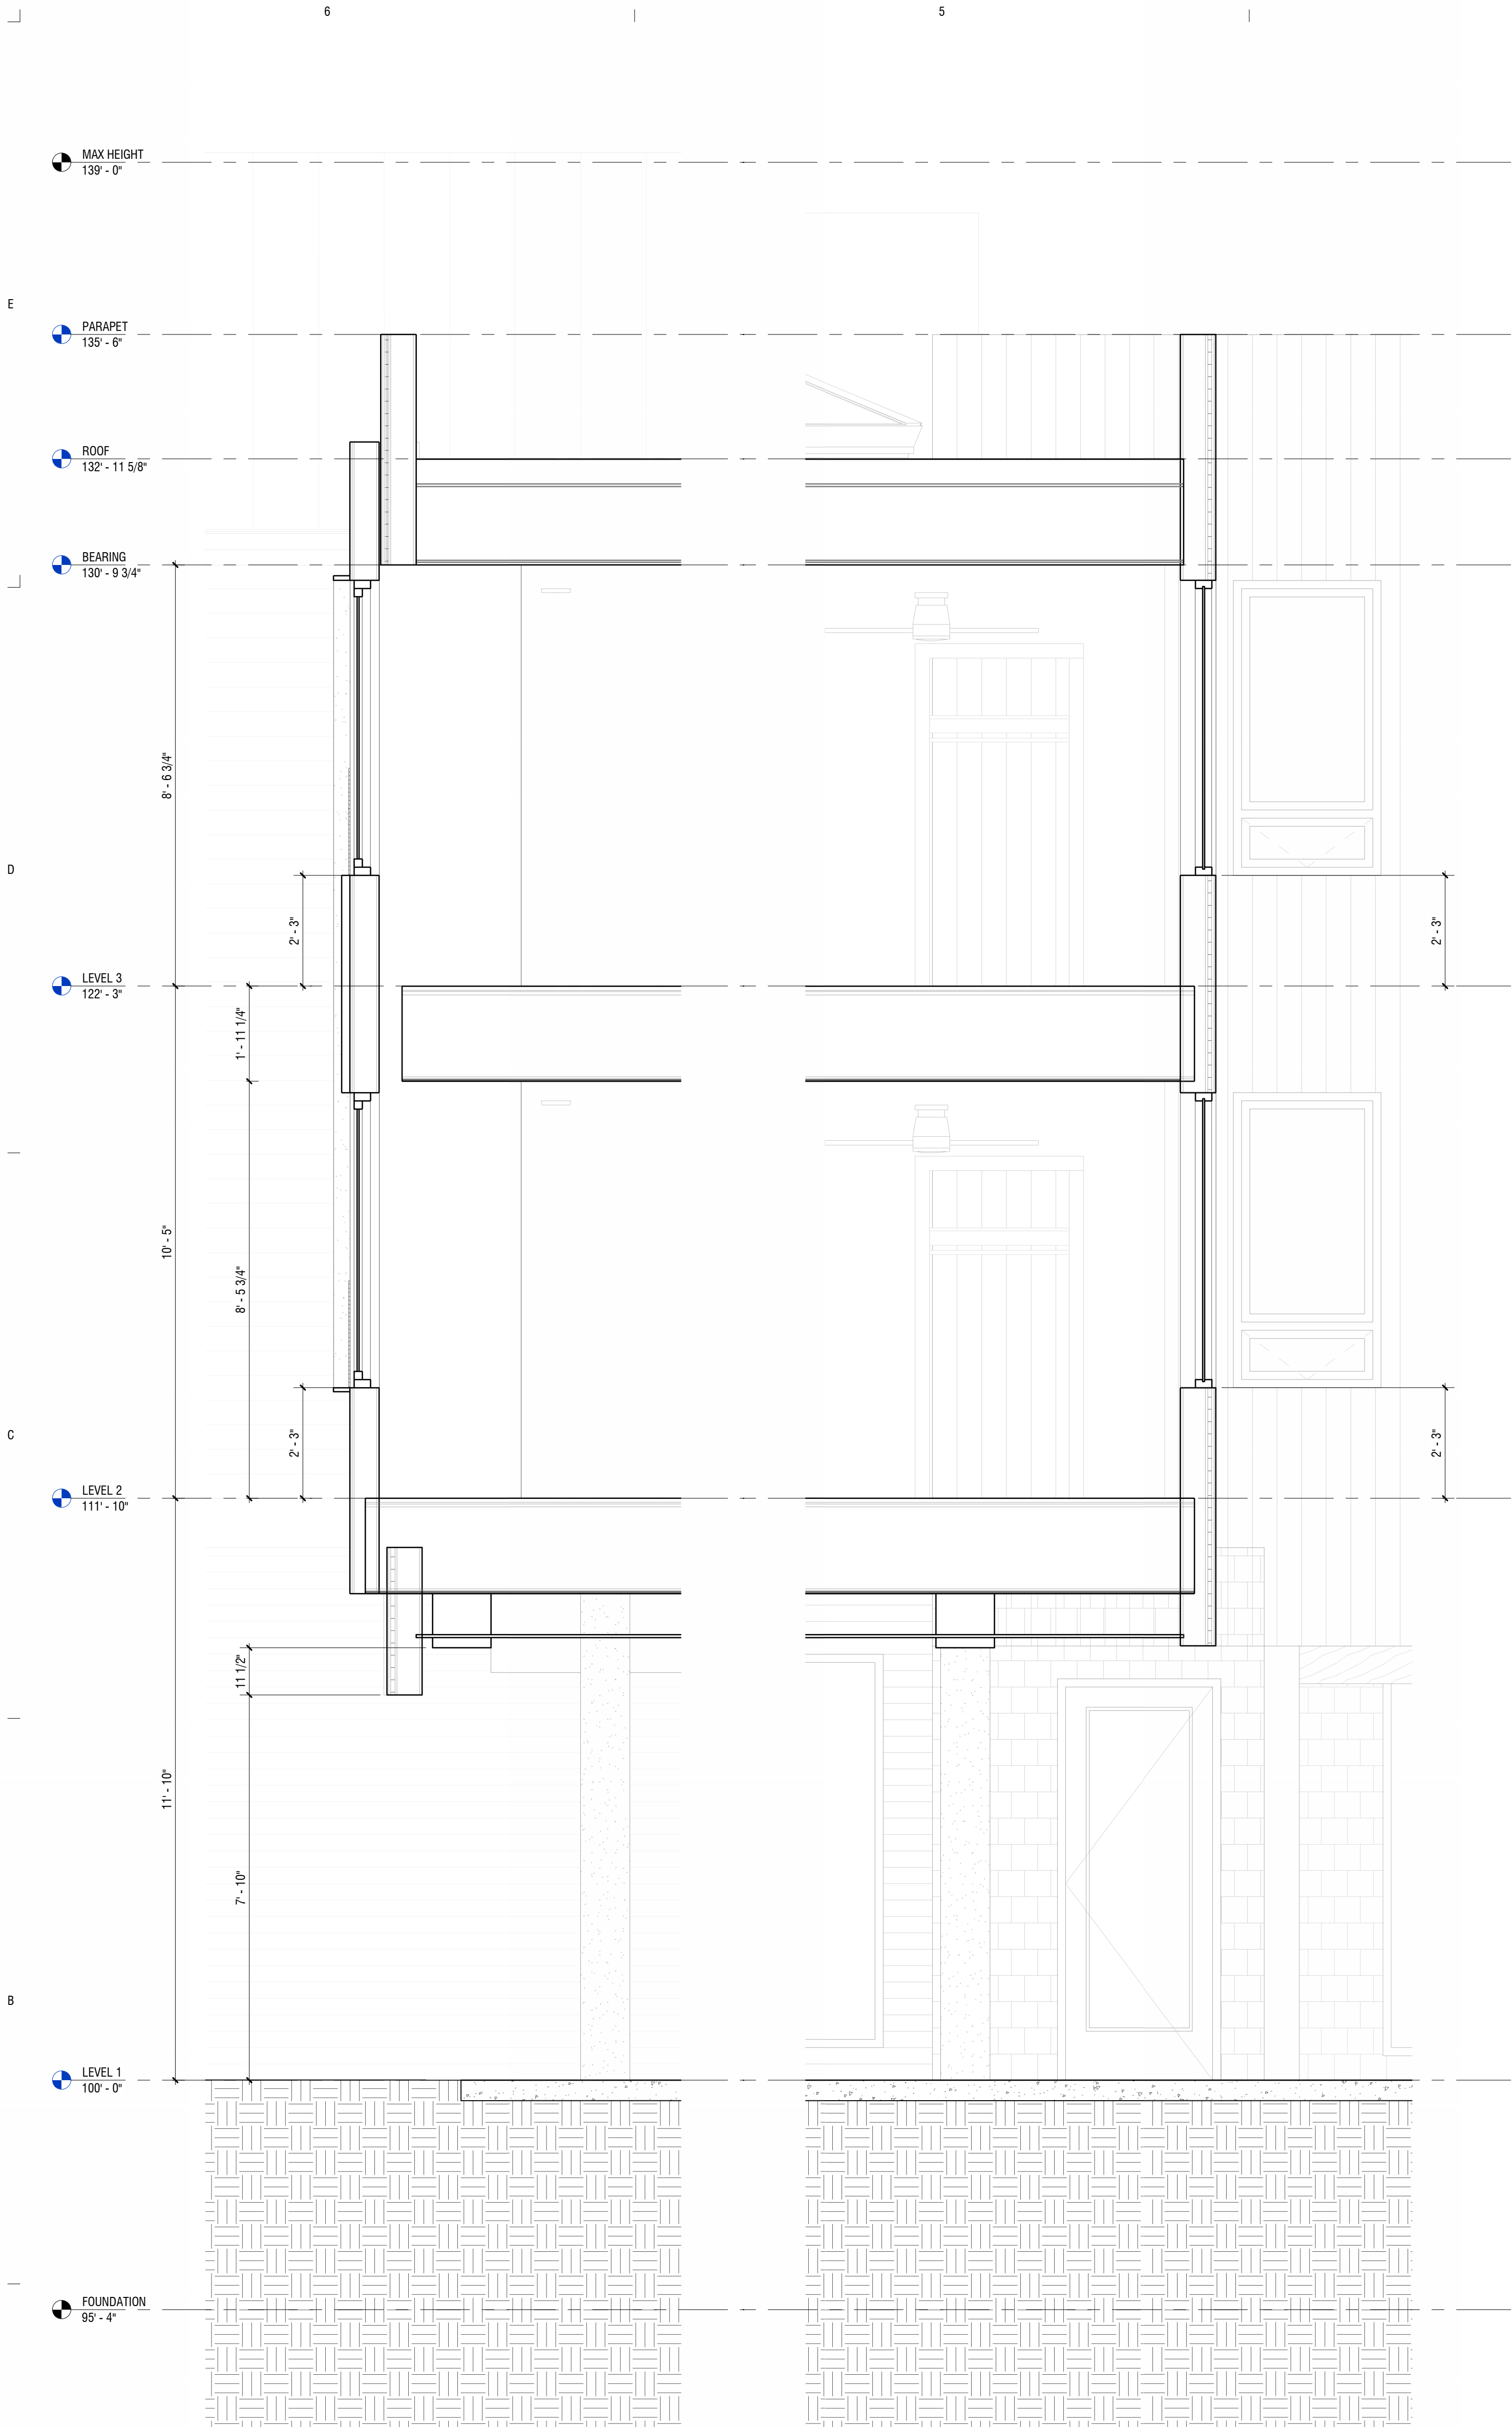 6
5
MAX HEIGHT
139' - 0"
E
PARAPET
135' - 6"
ROOF
132' - 11 5/8"
BEARING
130' - 9 3/4"
8' - 6 3/4"
D
2' - 3"
2' - 3"
LEVEL 3
122' - 3"
1' - 11 1/4"
10' - 5"
8' - 5 3/4"
C
2' - 3"
2' - 3"
LEVEL 2
111' - 10"
11 1/2"
11' - 10"
7' - 10"
B
LEVEL 1
100' - 0"
FOUNDATION
95' - 4"